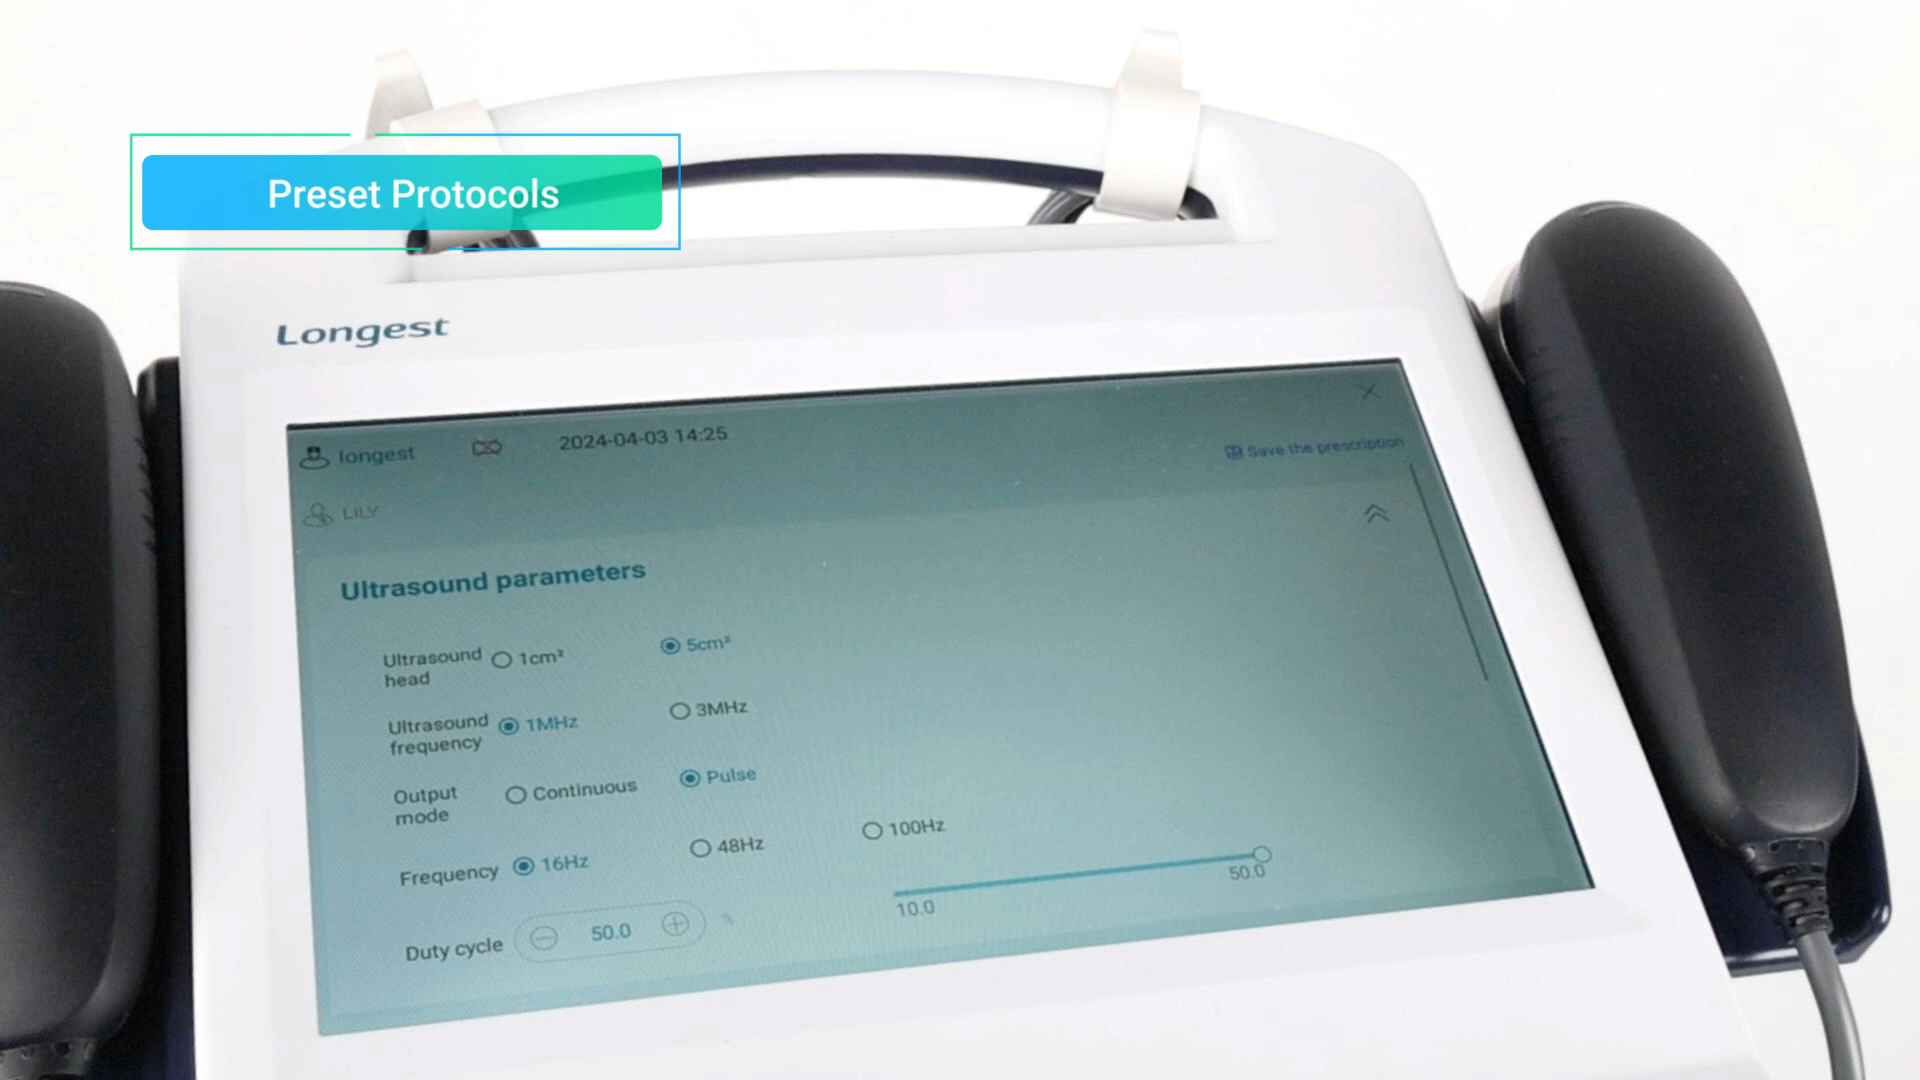 Preset Protocols
Longest
longest 2024-04-03 14:25
Save the prescription
LILY
Ultrasound parameters
Ultrasound head 1cm² 5cm²
Ultrasound frequency 1MHz 3MHz
Output mode Continuous Pulse
Frequency 16Hz 48Hz 100Hz
Duty cycle 50.0 % 10.0 50.0